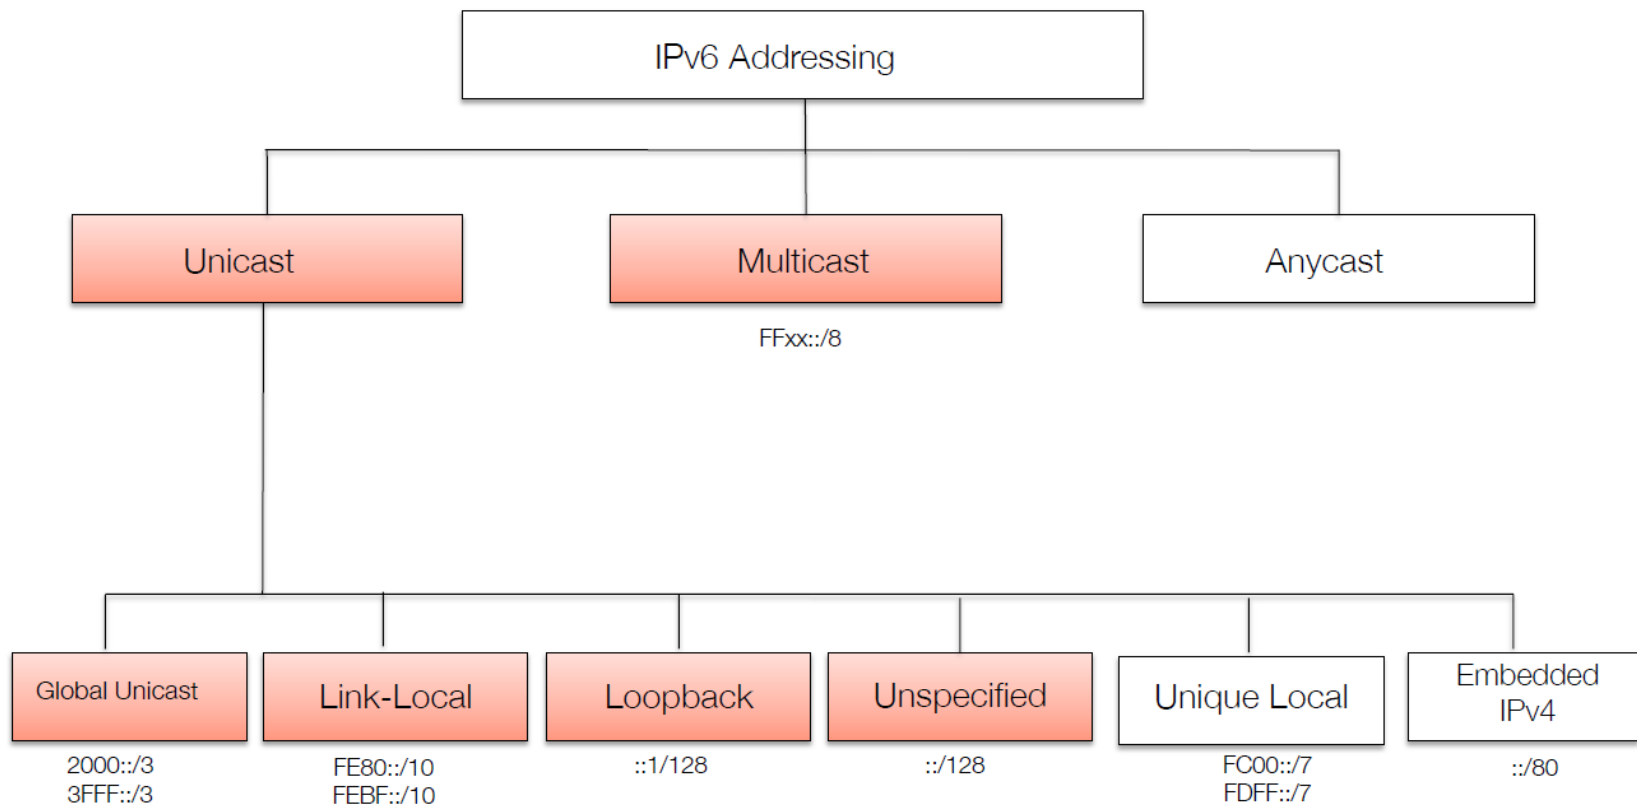 IPv6 Addressing
Unicast
Multicast
Anycast
FFxx::/8
Global Unicast
Link-Local
Loopback
Unspecified
Unique Local
Embedded
IPv4
2000::/3
3FFF::/3
FE80::/10
FEBF::/10
::1/128
::/128
FC00::/7
FDFF::/7
::/80